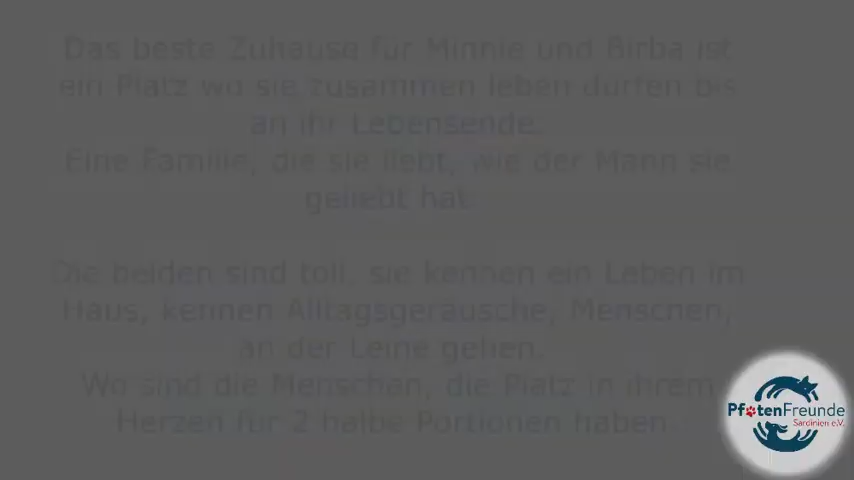 Das beste Zuhause für Minnie und Birba ist
ein Platz wo sie zusammen leben dürfen bis
an ihr Lebensende.
Eine Familie, die sie liebt, wie der Mann sie
geliebt hat.
Die beiden sind toll, sie kennen ein Leben im
Haus, kennen Alltagsgeräusche, Menschen,
an der Leine gehen.
Wo sind die Menschen, die Platz in ihrem
Herzen für 2 halbe Portionen haben
PfotenFreunde
Sardinien e.V.